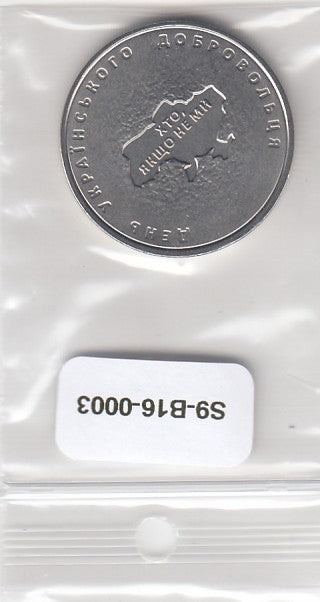 ДЕНЬ УКРАЇНСЬКОГО ДОБРОВОЛЬЦЯ
ХТО,
ЯКЩО НЕ МИ
S9-B16-0003